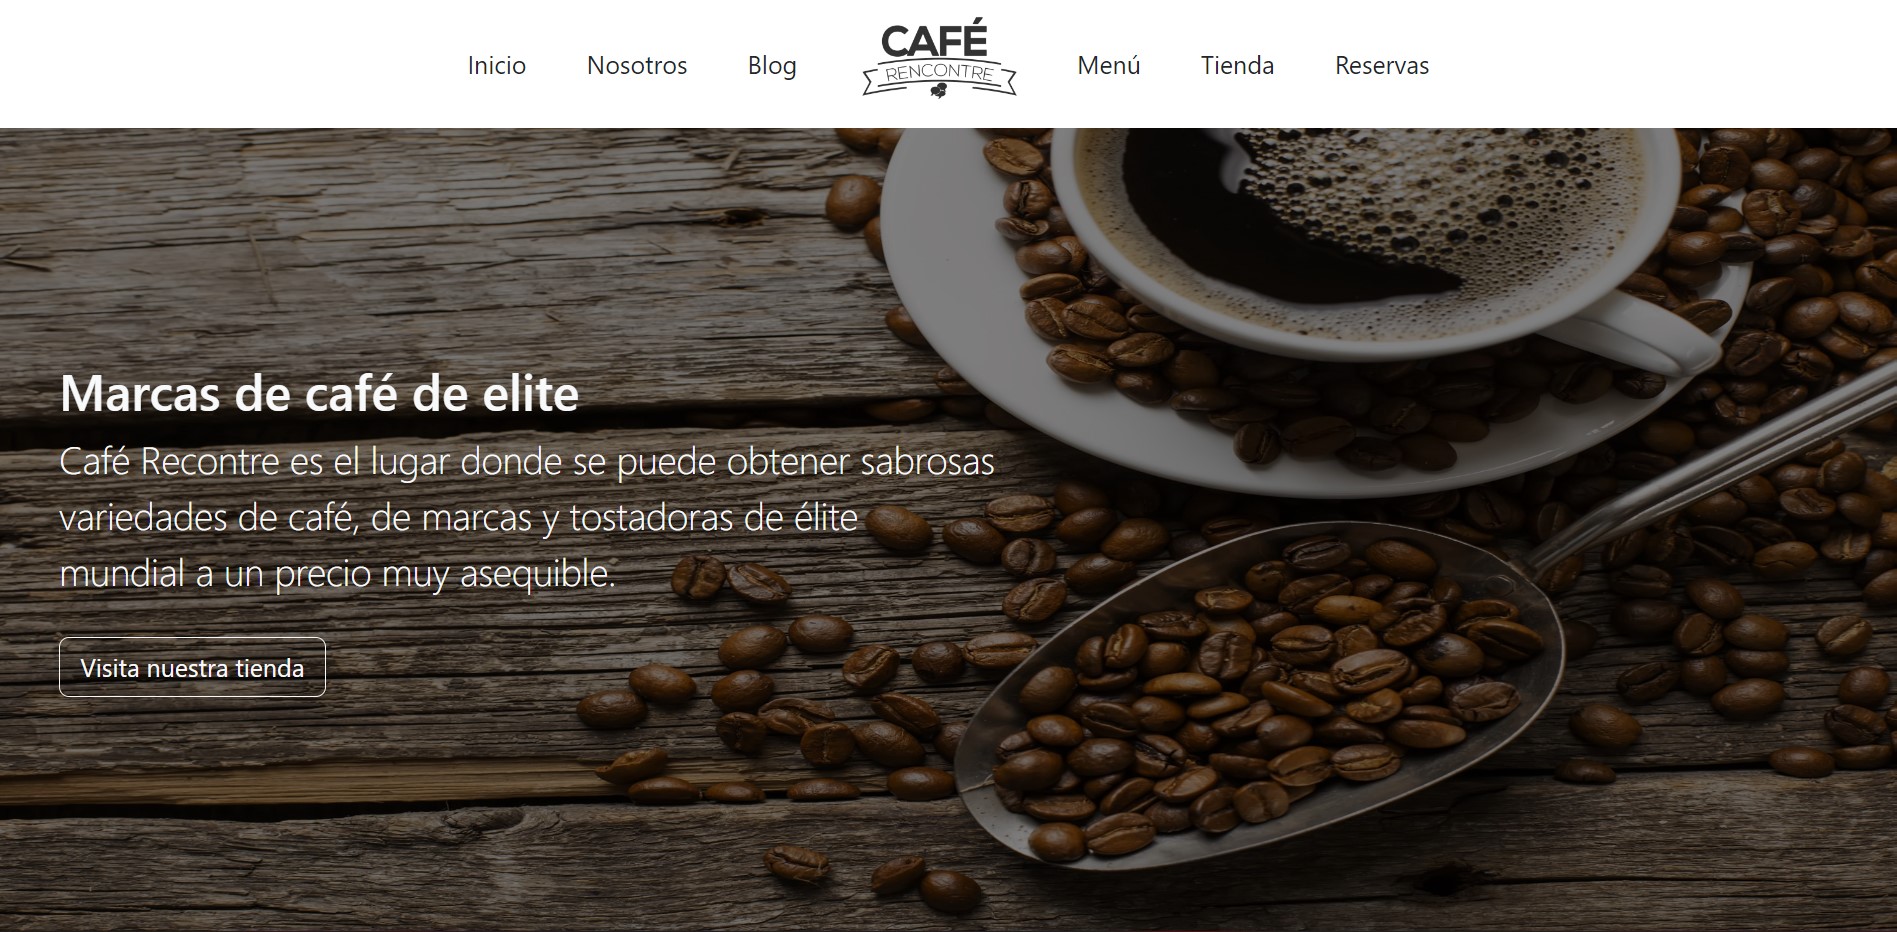 Inicio Nosotros Blog CAFÉ RENCONTRE Menú Tienda Reservas
Marcas de café de elite
Café Recontre es el lugar donde se puede obtener sabrosas
variedades de café, de marcas y tostadoras de élite
mundial a un precio muy asequible.
Visita nuestra tienda